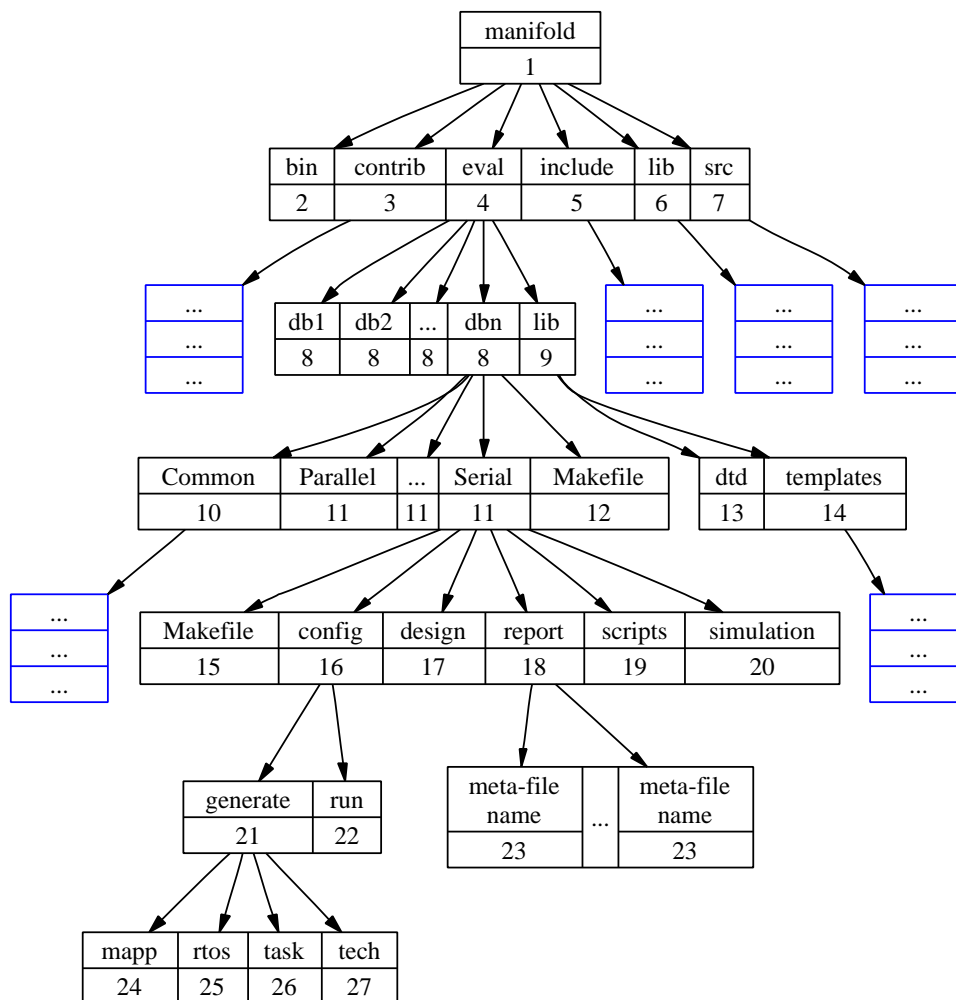 manifold
1
bin contrib eval include lib src
2 3 4 5 6 7
... ... ... ...
db1 db2 ... dbn lib
... ... ... ...
8 8 8 8 9
... ... ... ...
Common Parallel ... Serial Makefile dtd templates
10 11 11 11 12 13 14
... ...
Makefile config design report scripts simulation
... ...
15 16 17 18 19 20
... ...
meta-file meta-file
generate run name ... name
21 22 23 23
mapp rtos task tech
24 25 26 27